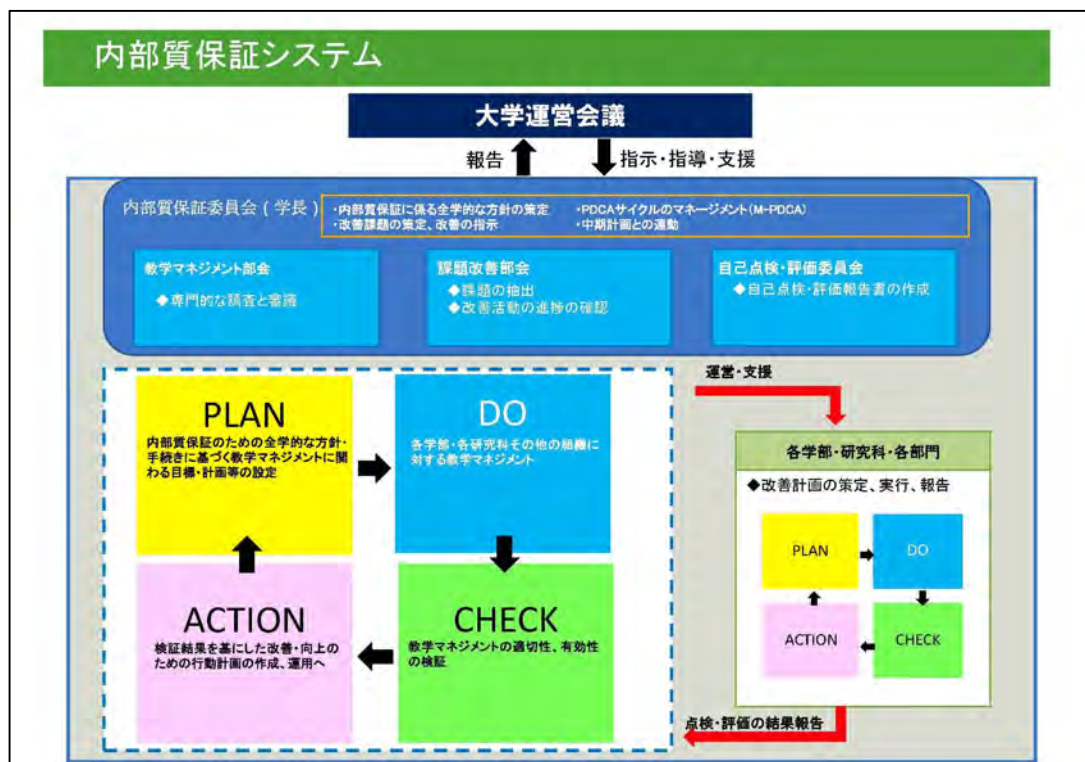 内部質保証システム
大学運営会議
報告
指示・指導・支援
内部質保証委員会(学長)
・内部質保証に係る全学的な方針の策定
・改善課題の策定、改善の指示
・PDCAサイクルのマネージメント(M-PDCA)
・中期計画との連動
教学マネジメント部会
◆専門的な調査と審議
課題改善部会
◆課題の抽出
◆改善活動の進捗の確認
自己点検・評価委員会
◆自己点検・評価報告書の作成
PLAN
内部質保証のための全学的な方針・
手続きに基づく教学マネジメントに関
わる目標・計画等の設定
DO
各学部・各研究科その他の組織に
対する教学マネジメント
ACTION
検証結果を基にした改善・向上の
ための行動計画の作成、運用へ
CHECK
教学マネジメントの適切性、有効性
の検証
運営・支援
各学部・研究科・各部門
◆改善計画の策定、実行、報告
PLAN
DO
ACTION
CHECK
点検・評価の結果報告